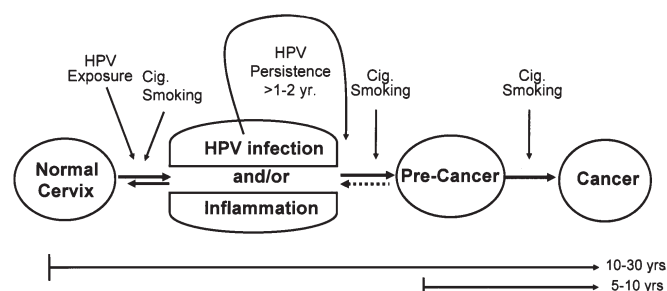 HPV
Exposure
Cig.
Smoking
HPV
Persistence
>1-2 yr.
Cig.
Smoking
Cig.
Smoking
Normal
Cervix
HPV infection
and/or
Inflammation
Pre-Cancer
Cancer
10-30 yrs
5-10 yrs